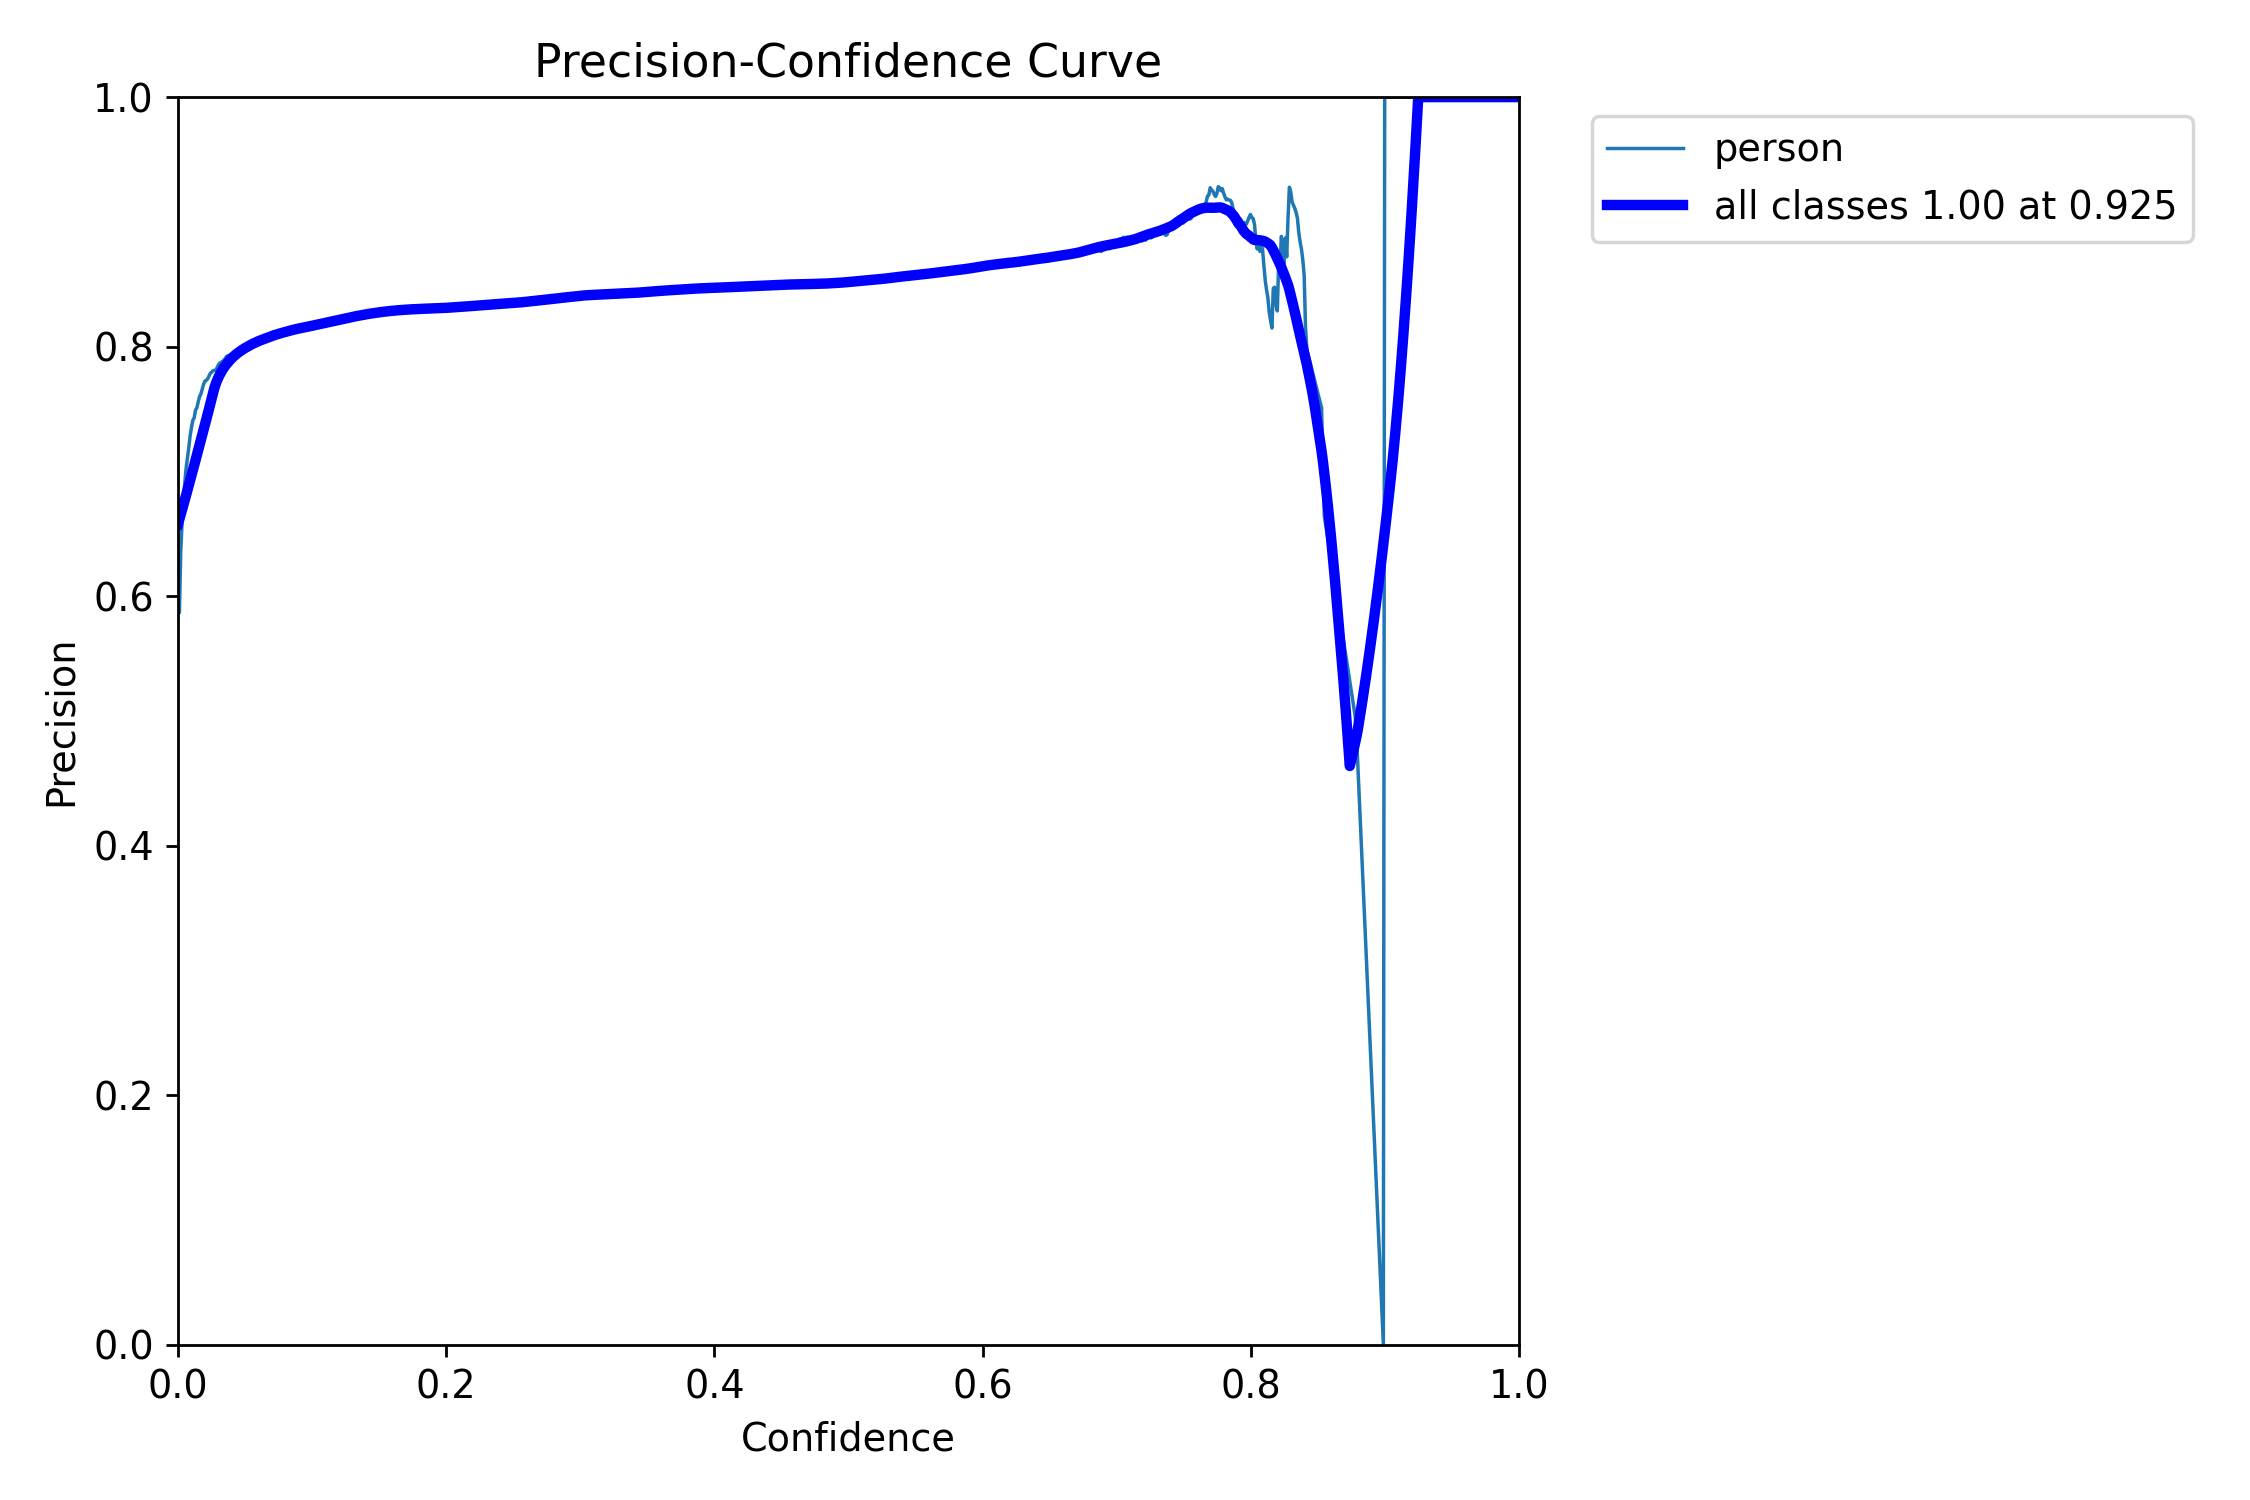 Precision-Confidence Curve
1.0
0.8
0.6
0.4
0.2
0.0
Precision
0.0 0.2 0.4 0.6 0.8 1.0
Confidence
person
all classes 1.00 at 0.925